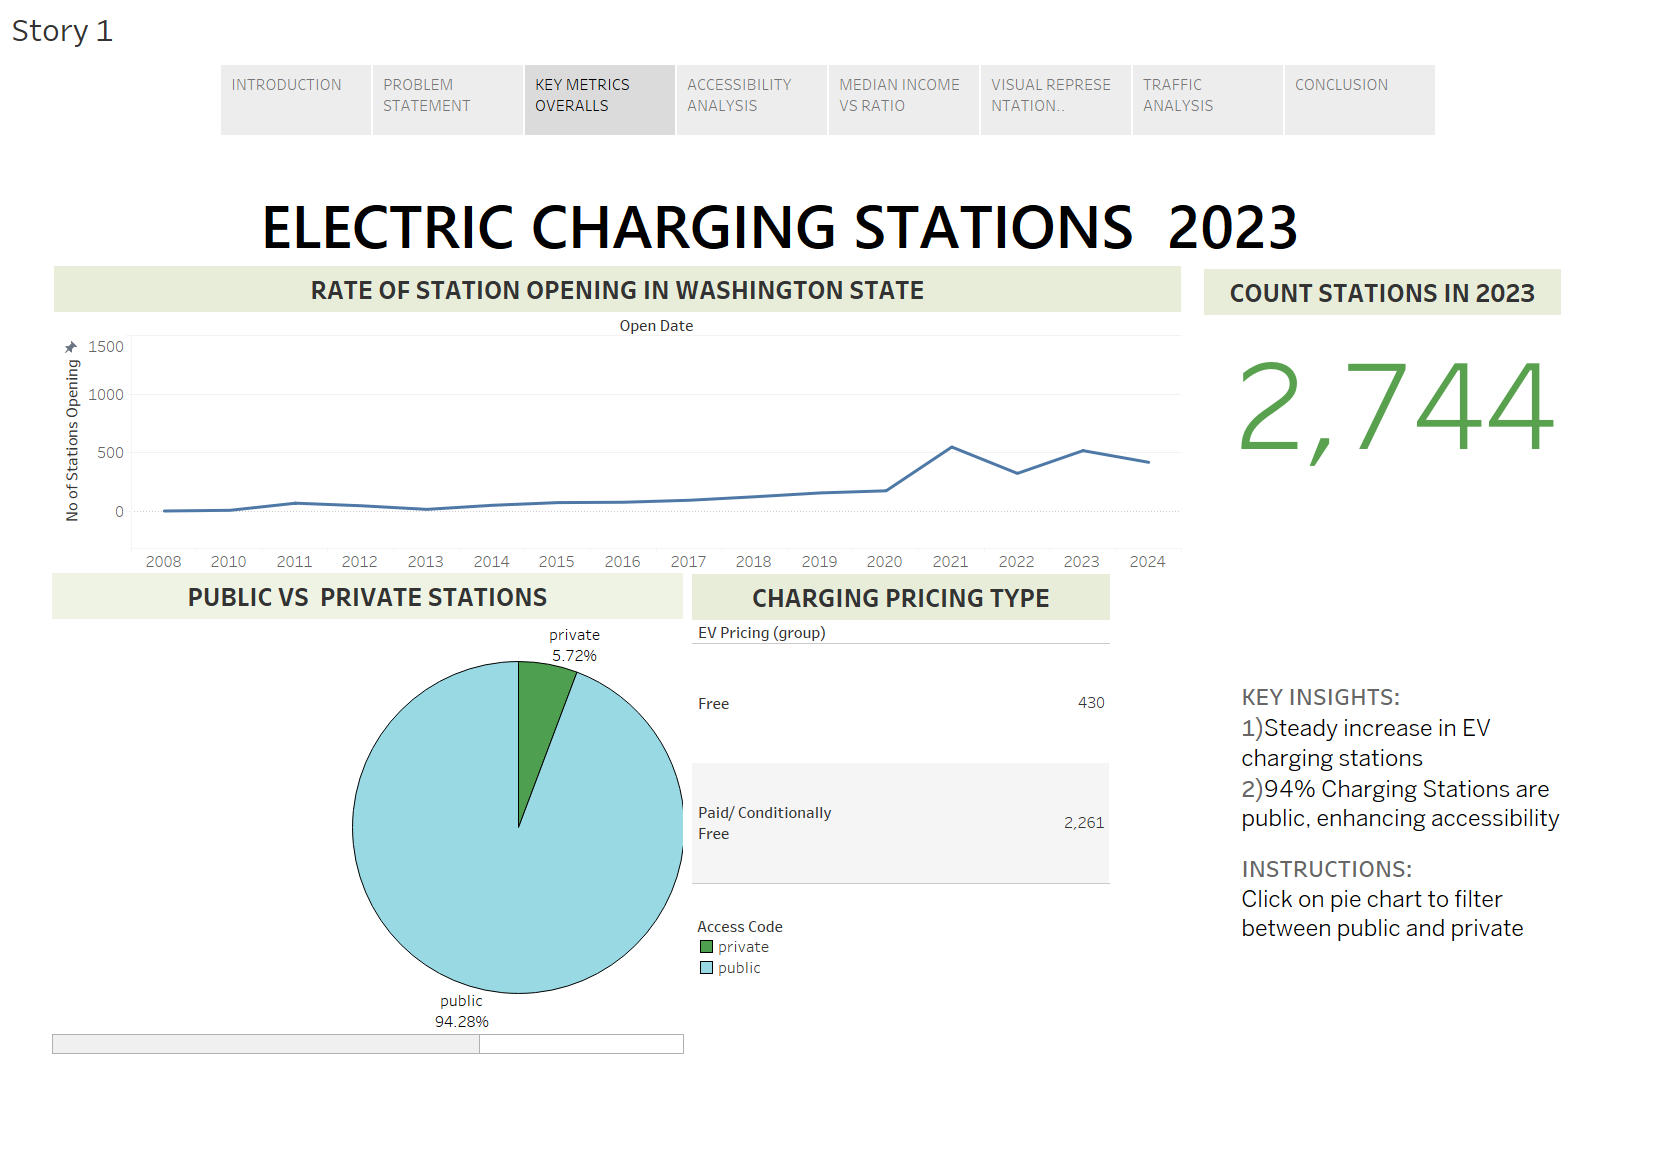 Story 1
INTRODUCTION
PROBLEM
STATEMENT
KEY METRICS
OVERALLS
ACCESSIBILITY
ANALYSIS
MEDIAN INCOME
VS RATIO
VISUAL REPRESE
NTATION..
TRAFFIC
ANALYSIS
CONCLUSION
ELECTRIC CHARGING STATIONS  2023
RATE OF STATION OPENING IN WASHINGTON STATE
Open Date
No of Stations Opening
1500
1000
500
0
2008 2010 2011 2012 2013 2014 2015 2016 2017 2018 2019 2020 2021 2022 2023 2024
COUNT STATIONS IN 2023
2,744
PUBLIC VS  PRIVATE STATIONS
private
5.72%
public
94.28%
CHARGING PRICING TYPE
EV Pricing (group)
Free 430
Paid/ Conditionally
Free
2,261
Access Code
private
public
KEY INSIGHTS:
1)Steady increase in EV
charging stations
2)94% Charging Stations are
public, enhancing accessibility
INSTRUCTIONS:
Click on pie chart to filter
between public and private